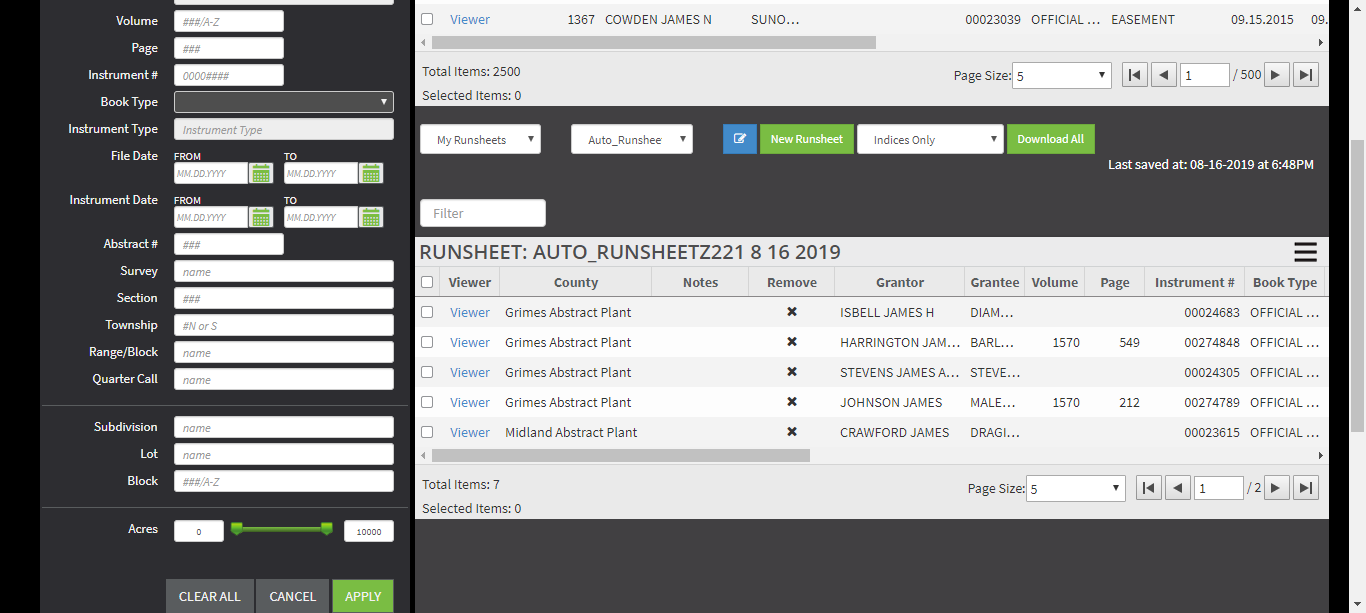 Volume ###/A-Z
Page ###
Instrument # 0000####
Book Type
Instrument Type Instrument Type
File Date FROM TO
MM.DD.YYYY MM.DD.YYYY
Instrument Date FROM TO
MM.DD.YYYY MM.DD.YYYY
Abstract # ###
Survey name
Section ###
Township #N or S
Range/Block name
Quarter Call name
Subdivision name
Lot name
Block ###/A-Z
Acres 0 10000
CLEAR ALL CANCEL APPLY
Viewer 1367 COWDEN JAMES N SUNO... 00023039 OFFICIAL ... EASEMENT 09.15.2015 09.
Total Items: 2500
Page Size: 5 1 / 500
Selected Items: 0
My Runsheets Auto_Runshee New Runsheet Indices Only Download All
Last saved at: 08-16-2019 at 6:48PM
Filter
RUNSHEET: AUTO_RUNSHEETZ221 8 16 2019
Viewer County Notes Remove Grantor Grantee Volume Page Instrument # Book Type
Viewer Grimes Abstract Plant ✖ ISBELL JAMES H DIAM... 00024683 OFFICIAL ...
Viewer Grimes Abstract Plant ✖ HARRINGTON JAM... BARL... 1570 549 00274848 OFFICIAL ...
Viewer Grimes Abstract Plant ✖ STEVENS JAMES A... STEVE... 00024305 OFFICIAL ...
Viewer Grimes Abstract Plant ✖ JOHNSON JAMES MALE... 1570 212 00274789 OFFICIAL ...
Viewer Midland Abstract Plant ✖ CRAWFORD JAMES DRAGI... 00023615 OFFICIAL ...
Total Items: 7
Page Size: 5 1 / 2
Selected Items: 0